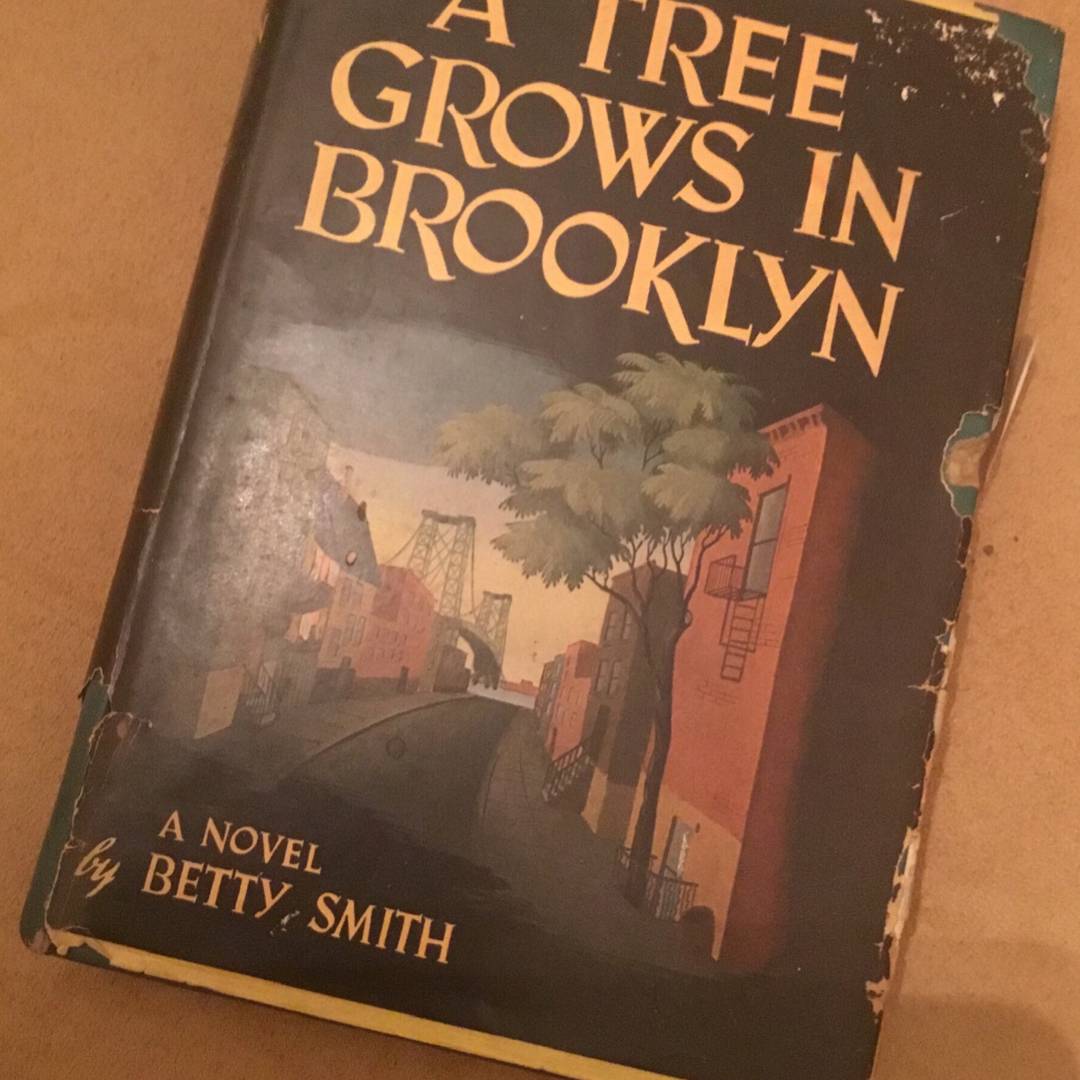 A TREE
GROWS IN
BROOKLYN
A NOVEL
by BETTY SMITH